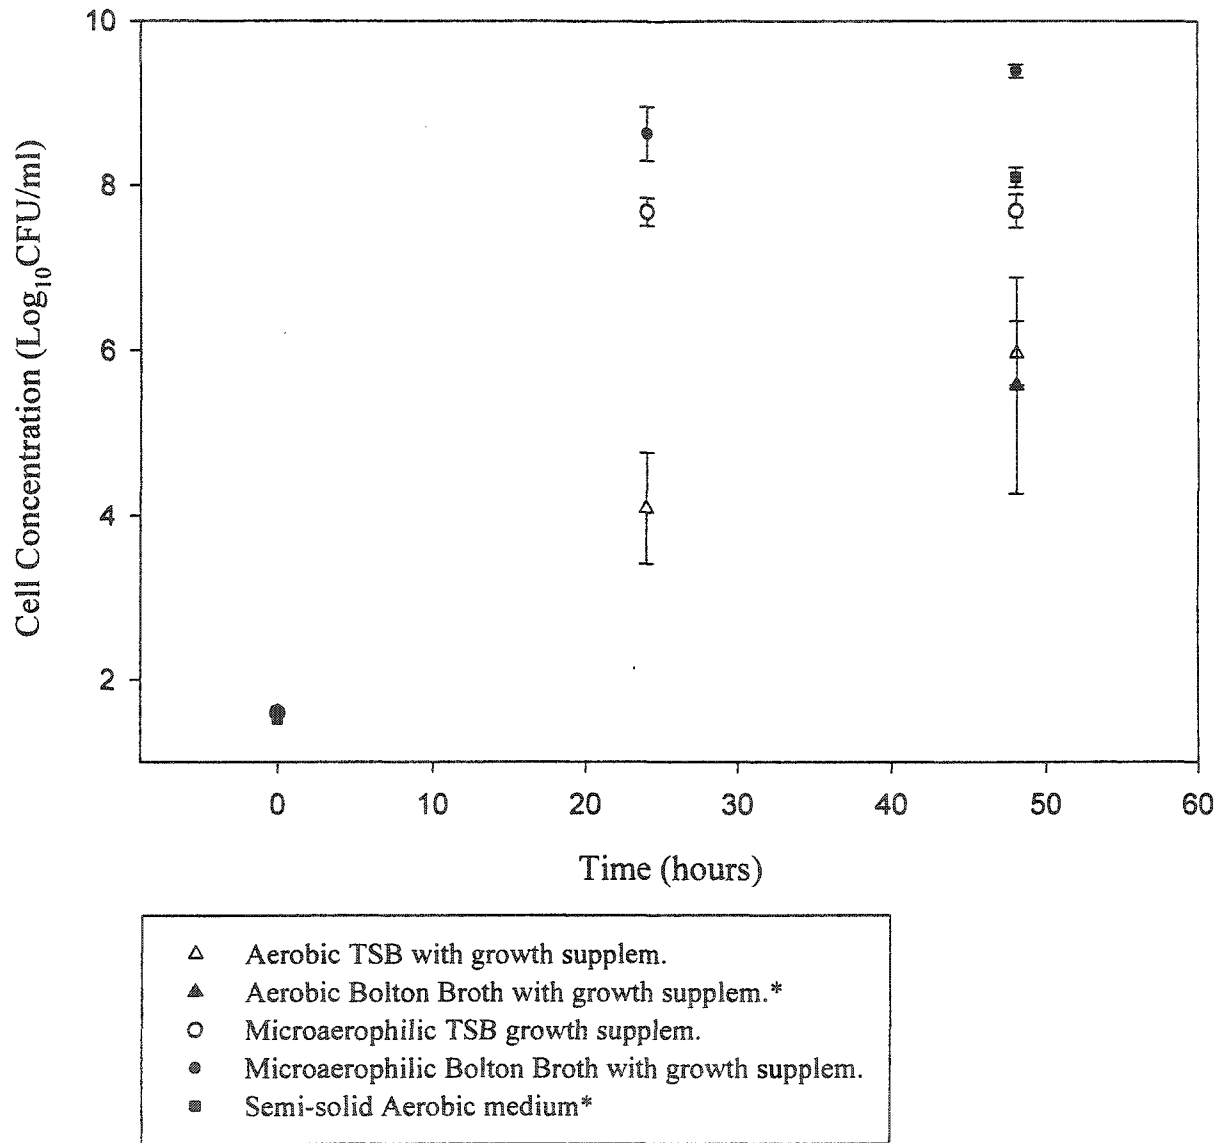 10
8
6
4
2
Cell Concentration (Log10CFU/ml)
0 10 20 30 40 50 60
Time (hours)
Aerobic TSB with growth supplem.
Aerobic Bolton Broth with growth supplem.*
Microaerophilic TSB growth supplem.
Microaerophilic Bolton Broth with growth supplem.
Semi-solid Aerobic medium*